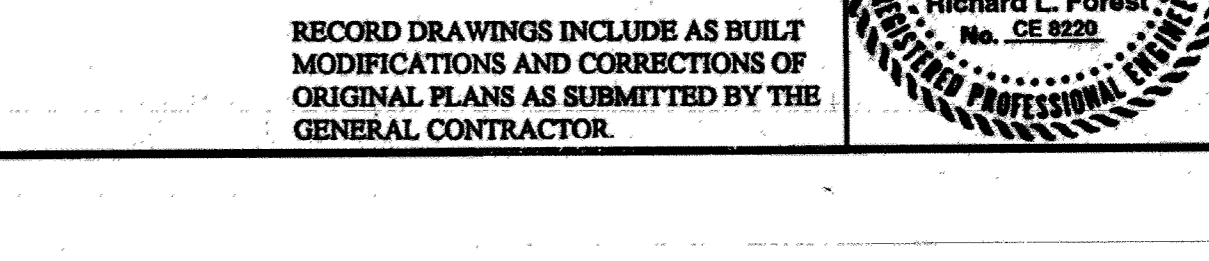 RECORD DRAWINGS INCLUDE AS BUILT
MODIFICATIONS AND CORRECTIONS OF
ORIGINAL PLANS AS SUBMITTED BY THE
GENERAL CONTRACTOR.
Richard L. Forest
No. CE 8220
REGISTERED PROFESSIONAL ENGINEE